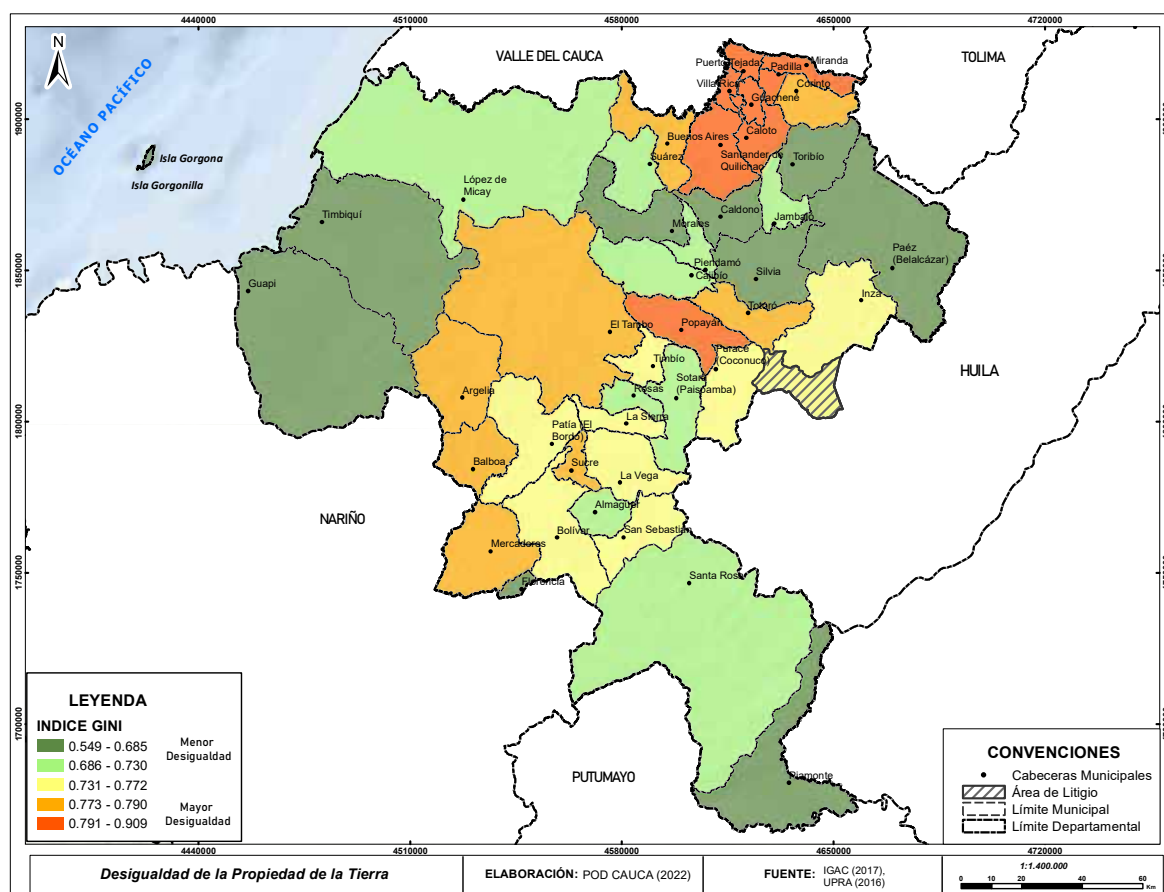 4440000
4510000
4580000
4650000
4720000
N
VALLE DEL CAUCA
TOLIMA
OCÉANO PACÍFICO
Isla Gorgona
Isla Gorgonilla
Puerto Tejada
Padilla
Miranda
Villa Rica
Corinto
Guachené
1900000
Buenos Aires
Caloto
Suárez
Santander de
Quilichao
Toribío
López de
Micay
Timbiquí
Morales
Caldono
Jambaló
Páez
(Belalcázar)
1850000
Guapi
Piendamó
Cajibío
Silvia
Inza
Totoró
El Tambo
Popayán
Timbío
Puracé
(Coconuco)
HUILA
Argelia
Rosas
Sotara
(Paispamba)
1800000
La Sierra
Patía (El
Bordo)
Balboa
Sucre
La Vega
NARIÑO
Almaguer
Bolívar
San Sebastián
Mercaderes
1750000
Florencia
Santa Rosa
1700000
PUTUMAYO
Piamonte
LEYENDA
INDICE GINI
0.549 - 0.685
Menor
Desigualdad
0.686 - 0.730
0.731 - 0.772
0.773 - 0.790
Mayor
Desigualdad
0.791 - 0.909
CONVENCIONES
Cabeceras Municipales
Área de Litigio
Límite Municipal
Límite Departamental
4440000
4510000
4580000
4650000
4720000
Desigualdad de la Propiedad de la Tierra
ELABORACIÓN: POD CAUCA (2022)
FUENTE: IGAC (2017),
UPRA (2016)
1:1.400.000
0 10 20 40 60
Km